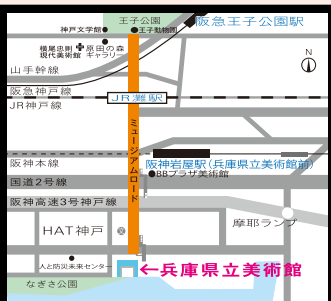 王子公園
阪急王子公園駅
神戸文学館
王子動物園
横尾忠則
現代美術館
原田の森
ギャラリー
N
山手幹線
阪急神戸線
JR灘駅
JR神戸線
ミュージアムロード
阪神本線
阪神岩屋駅(兵庫県立美術館前)
BBプラザ美術館
国道2号線
阪神高速3号神戸線
HAT神戸
摩耶ランプ
人と防災未来センター
←兵庫県立美術館
なぎさ公園